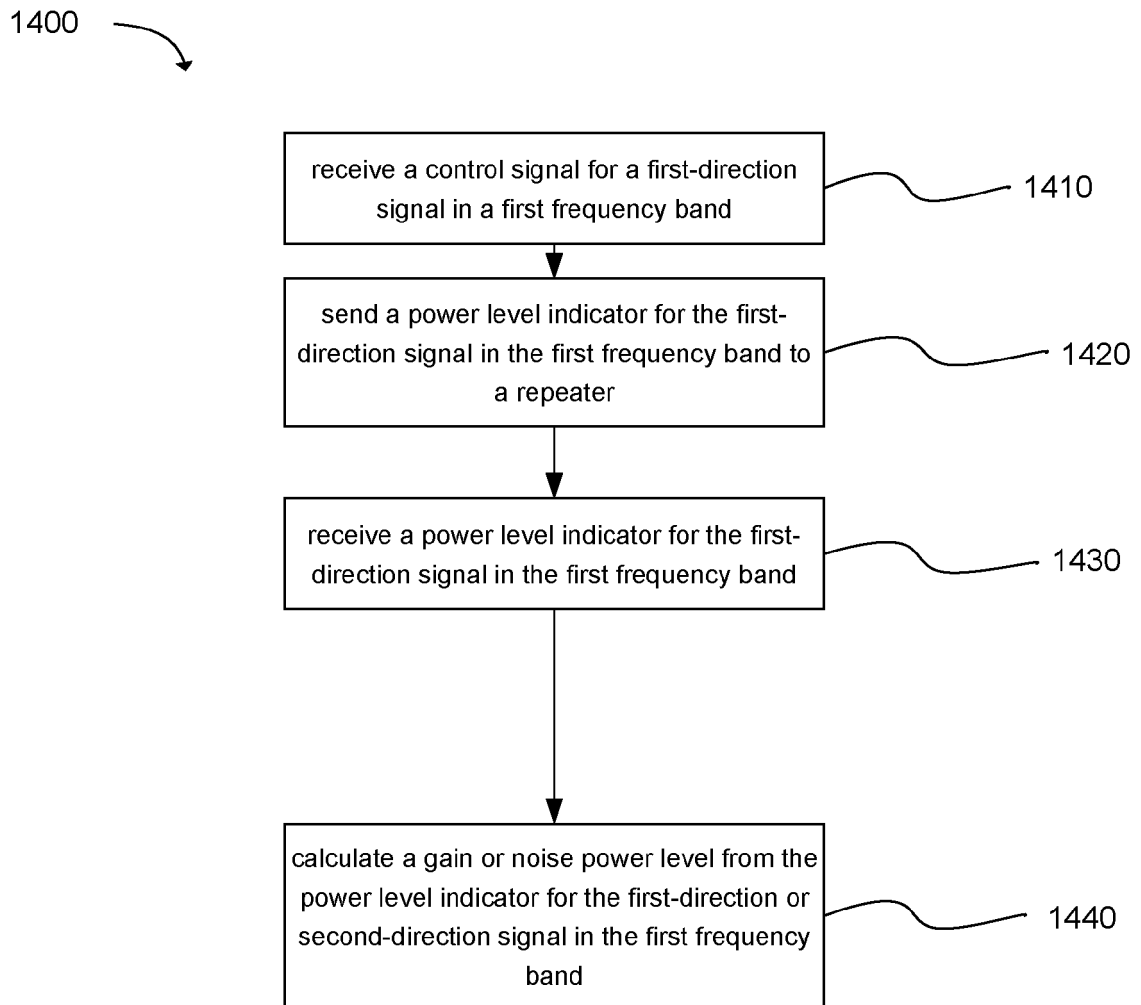 1400
receive a control signal for a first-direction
signal in a first frequency band
1410
send a power level indicator for the first-
direction signal in the first frequency band to
a repeater
1420
receive a power level indicator for the first-
direction signal in the first frequency band
1430
calculate a gain or noise power level from the
power level indicator for the first-direction or
second-direction signal in the first frequency
band
1440